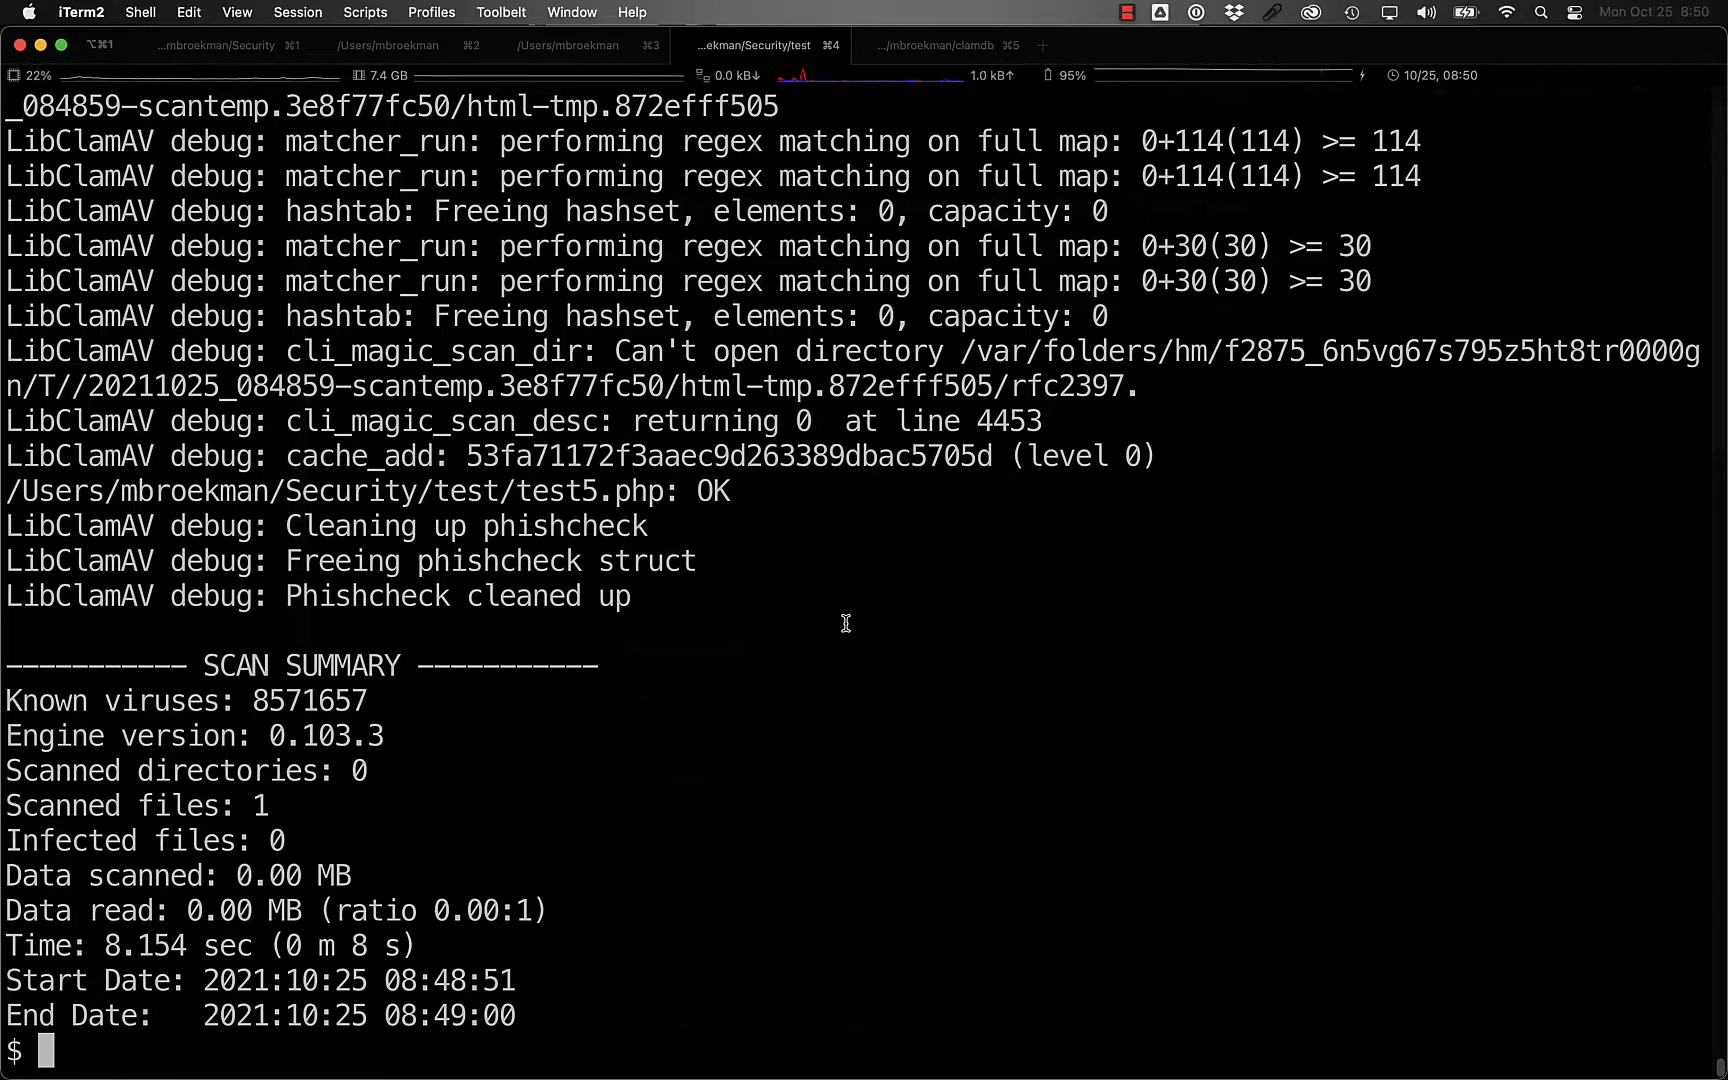 iTerm2 Shell Edit View Session Scripts Profiles Toolbelt Window Help Mon Oct 25 8:50
⌥⌘1 ...mbroekman/Security ⌘1 /Users/mbroekman ⌘2 /Users/mbroekman ⌘3 ...ekman/Security/test ⌘4 .../mbroekman/clamdb ⌘5 +
22% 7.4 GB 0.0 kB↓ 1.0 kB↑ 95% 10/25, 08:50
_084859-scantemp.3e8f77fc50/html-tmp.872efff505
LibClamAV debug: matcher_run: performing regex matching on full map: 0+114(114) >= 114
LibClamAV debug: matcher_run: performing regex matching on full map: 0+114(114) >= 114
LibClamAV debug: hashtab: Freeing hashset, elements: 0, capacity: 0
LibClamAV debug: matcher_run: performing regex matching on full map: 0+30(30) >= 30
LibClamAV debug: matcher_run: performing regex matching on full map: 0+30(30) >= 30
LibClamAV debug: hashtab: Freeing hashset, elements: 0, capacity: 0
LibClamAV debug: cli_magic_scan_dir: Can't open directory /var/folders/hm/f2875_6n5vg67s795z5ht8tr0000g
n/T//20211025_084859-scantemp.3e8f77fc50/html-tmp.872efff505/rfc2397.
LibClamAV debug: cli_magic_scan_desc: returning 0  at line 4453
LibClamAV debug: cache_add: 53fa71172f3aaec9d263389dbac5705d (level 0)
/Users/mbroekman/Security/test/test5.php: OK
LibClamAV debug: Cleaning up phishcheck
LibClamAV debug: Freeing phishcheck struct
LibClamAV debug: Phishcheck cleaned up
----------- SCAN SUMMARY -----------
Known viruses: 8571657
Engine version: 0.103.3
Scanned directories: 0
Scanned files: 1
Infected files: 0
Data scanned: 0.00 MB
Data read: 0.00 MB (ratio 0.00:1)
Time: 8.154 sec (0 m 8 s)
Start Date: 2021:10:25 08:48:51
End Date:   2021:10:25 08:49:00
$